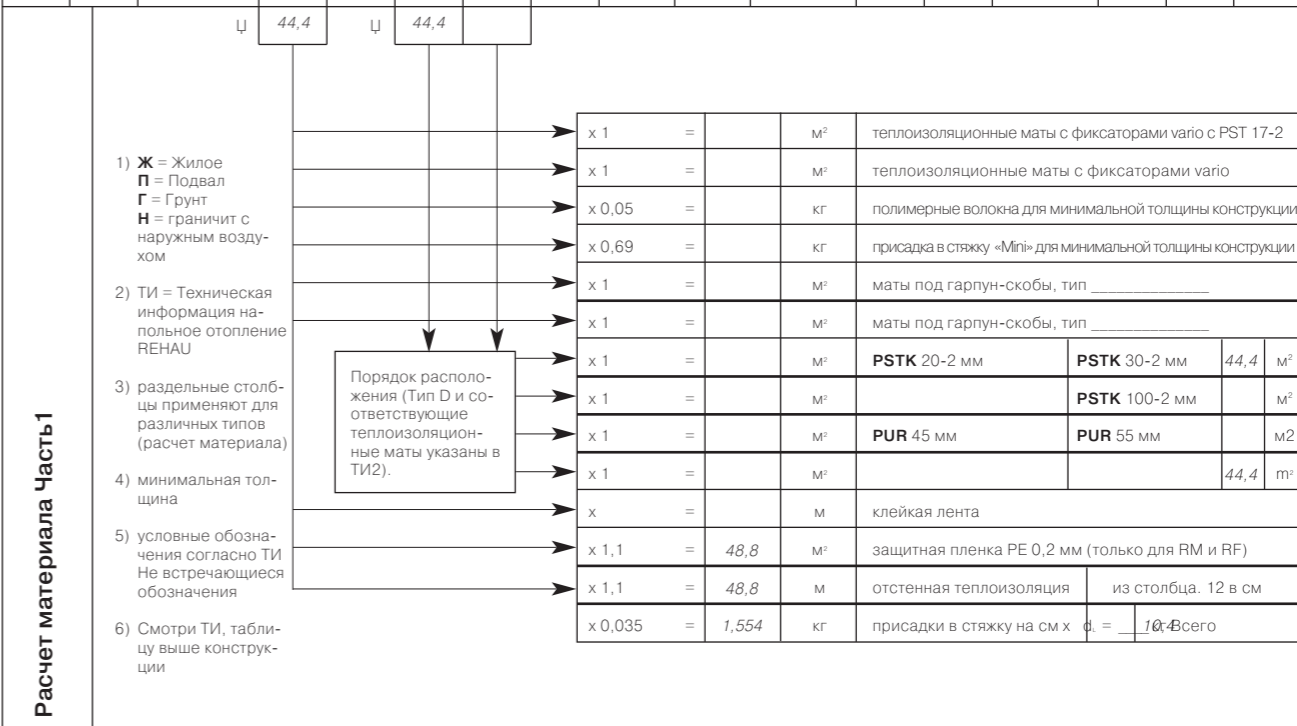 Ц 44,4 Ц 44,4
Расчет материала Часть1
1) Ж = Жилое
П = Подвал
Г = Грунт
Н = граничит с
наружным возду-
хом
2) ТИ = Техническая
информация на-
польное отопление
REHAU
3) раздельные столб-
цы применяют для
различных типов
(расчет материала)
4) минимальная тол-
щина
5) условные обозна-
чения согласно ТИ
Не встречающиеся
обозначения
6) Смотри ТИ, табли-
цу выше конструк-
ции
Порядок располо-
жения (Тип D и со-
ответствующие
теплоизоляцион-
ные маты указаны в
ТИ2).
x 1 = м² теплоизоляционные маты с фиксаторами vario с PST 17-2
x 1 = м² теплоизоляционные маты с фиксаторами vario
x 0,05 = кг полимерные волокна для минимальной толщины конструкции
x 0,69 = кг присадка в стяжку «Mini» для минимальной толщины конструкции
x 1 = м² маты под гарпун-скобы, тип ______________
x 1 = м² маты под гарпун-скобы, тип ______________
x 1 = м² PSTK 20-2 мм PSTK 30-2 мм 44,4 м²
x 1 = м² PSTK 100-2 мм м²
x 1 = м² PUR 45 мм PUR 55 мм м2
x 1 = м² 44,4 m²
x = м клейкая лента
x 1,1 = 48,8 м² защитная пленка PE 0,2 мм (только для RM и RF)
x 1,1 = 48,8 м отстенная теплоизоляция из столбца. 12 в см
x 0,035 = 1,554 кг присадки в стяжку на см x dL = ____ 10,4 кг Всего